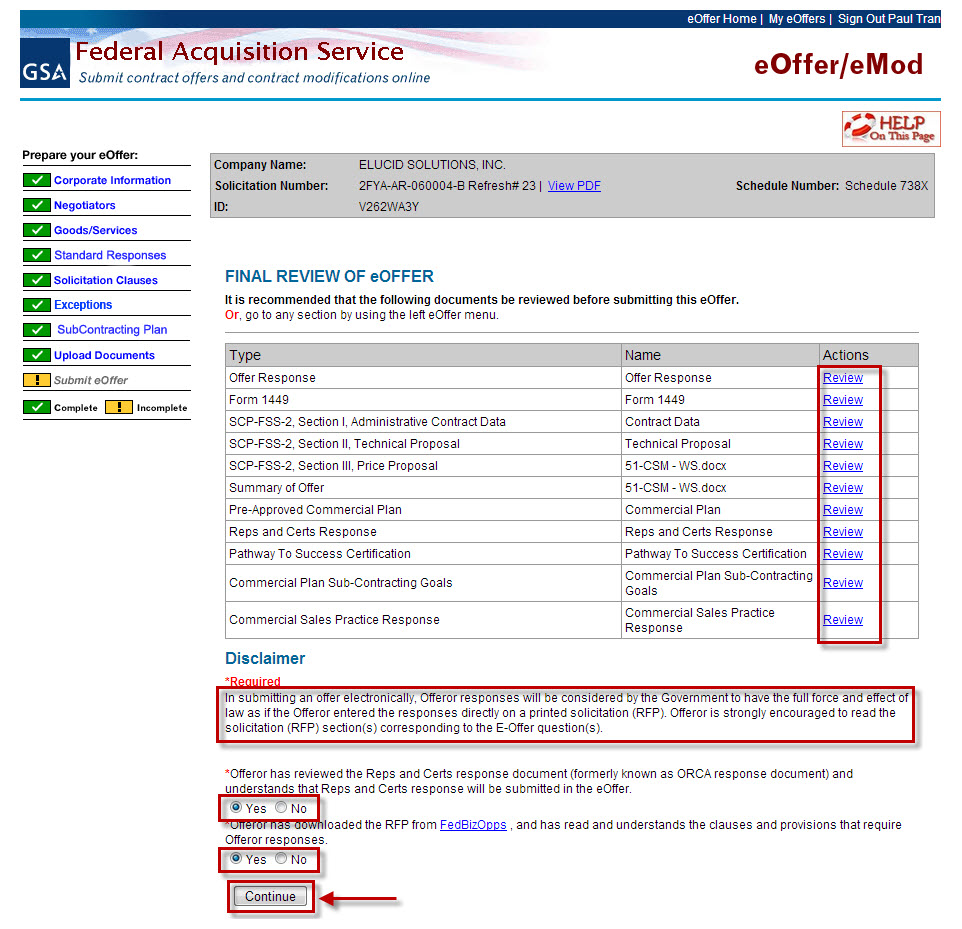 eOffer Home | My eOffers | Sign Out Paul Tran
GSA
Federal Acquisition Service
Submit contract offers and contract modifications online
eOffer/eMod
HELP
On This Page
Prepare your eOffer:
Corporate Information
Negotiators
Goods/Services
Standard Responses
Solicitation Clauses
Exceptions
SubContracting Plan
Upload Documents
! Submit eOffer
Complete ! Incomplete
Company Name: ELUCID SOLUTIONS, INC.
Solicitation Number: 2FYA-AR-060004-B Refresh# 23 | View PDF Schedule Number: Schedule 738X
ID: V262WA3Y
FINAL REVIEW OF eOFFER
It is recommended that the following documents be reviewed before submitting this eOffer.
Or, go to any section by using the left eOffer menu.
Type Name Actions
Offer Response Offer Response Review
Form 1449 Form 1449 Review
SCP-FSS-2, Section I, Administrative Contract Data Contract Data Review
SCP-FSS-2, Section II, Technical Proposal Technical Proposal Review
SCP-FSS-2, Section III, Price Proposal 51-CSM - WS.docx Review
Summary of Offer 51-CSM - WS.docx Review
Pre-Approved Commercial Plan Commercial Plan Review
Reps and Certs Response Reps and Certs Response Review
Pathway To Success Certification Pathway To Success Certification Review
Commercial Plan Sub-Contracting Goals Commercial Plan Sub-Contracting Goals Review
Commercial Sales Practice Response Commercial Sales Practice Response Review
Disclaimer
*Required
In submitting an offer electronically, Offeror responses will be considered by the Government to have the full force and effect of
law as if the Offeror entered the responses directly on a printed solicitation (RFP). Offeror is strongly encouraged to read the
solicitation (RFP) section(s) corresponding to the E-Offer question(s).
*Offeror has reviewed the Reps and Certs response document (formerly known as ORCA response document) and
understands that Reps and Certs response will be submitted in the eOffer.
Yes No
*Offeror has downloaded the RFP from FedBizOpps , and has read and understands the clauses and provisions that require
Offeror responses.
Yes No
Continue